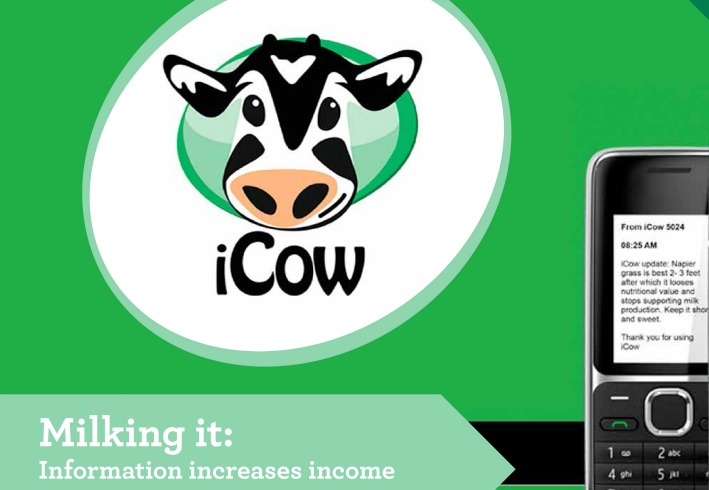 iCow
From iCow 5024
08:25 AM
iCow update: Napier
grass is best 2- 3 feet
after which it looses
nutritional value and
stops supporting milk
production. Keep it shor
and sweet.
Thank you for using
iCow
1
2 abc
4 ghi
5 jkl
Milking it:
Information increases income